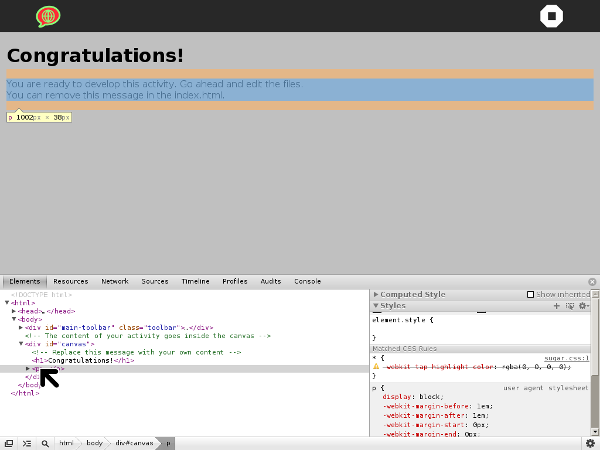 Congratulations!
You are ready to develop this activity. Go ahead and edit the files.
You can remove this message in the index.html.
p 1002px × 38px
Elements Resources Network Sources Timeline Profiles Audits Console
<!DOCTYPE html>
▼<html>
▶<head>…</head>
▼<body>
▶<div id="main-toolbar" class="toolbar">…</div>
<!-- The content of your activity goes inside the canvas -->
▼<div id="canvas">
<!-- Replace this message with your own content -->
<h1>Congratulations!</h1>
▶<p
</d
</body
</html>
▶ Computed Style Show inherited
▼ Styles
element.style {
}
Matched CSS Rules
* { sugar.css:1
-webkit-tap-highlight-color: rgba(0, 0, 0, 0);
}
p { user agent stylesheet
display: block;
-webkit-margin-before: 1em;
-webkit-margin-after: 1em;
-webkit-margin-start: 0px;
-webkit-margin-end: 0px;
html body div#canvas p